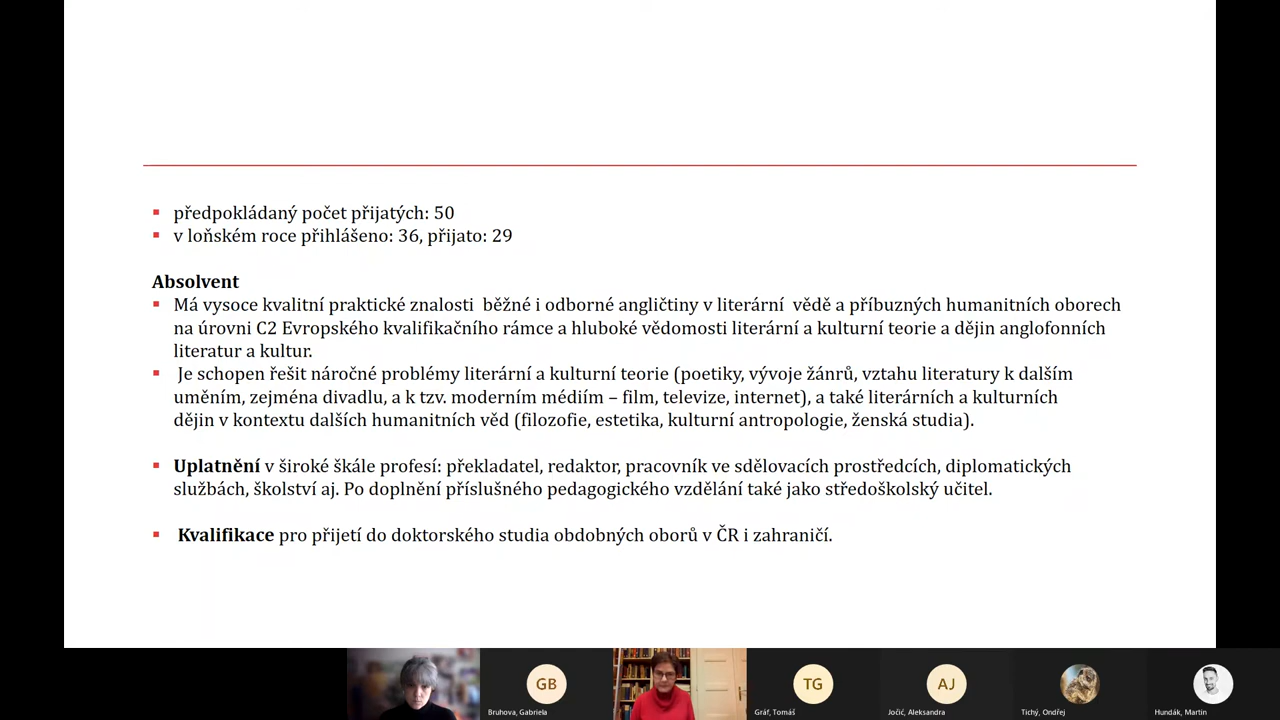 předpokládaný počet přijatých: 50
v loňském roce přihlášeno: 36, přijato: 29
Absolvent
Má vysoce kvalitní praktické znalosti běžné i odborné angličtiny v literární vědě a příbuzných humanitních oborech
na úrovni C2 Evropského kvalifikačního rámce a hluboké vědomosti literární a kulturní teorie a dějin anglofonních
literatur a kultur.
Je schopen řešit náročné problémy literární a kulturní teorie (poetiky, vývoje žánrů, vztahu literatury k dalším
uměním, zejména divadlu, a k tzv. moderním médiím – film, televize, internet), a také literárních a kulturních
dějin v kontextu dalších humanitních věd (filozofie, estetika, kulturní antropologie, ženská studia).
Uplatnění v široké škále profesí: překladatel, redaktor, pracovník ve sdělovacích prostředcích, diplomatických
službách, školství aj. Po doplnění příslušného pedagogického vzdělání také jako středoškolský učitel.
Kvalifikace pro přijetí do doktorského studia obdobných oborů v ČR i zahraničí.
GB
TG
AJ
Bruhova, Gabriela
Gráf, Tomáš
Jočić, Aleksandra
Tichý, Ondřej
Hundák, Martin